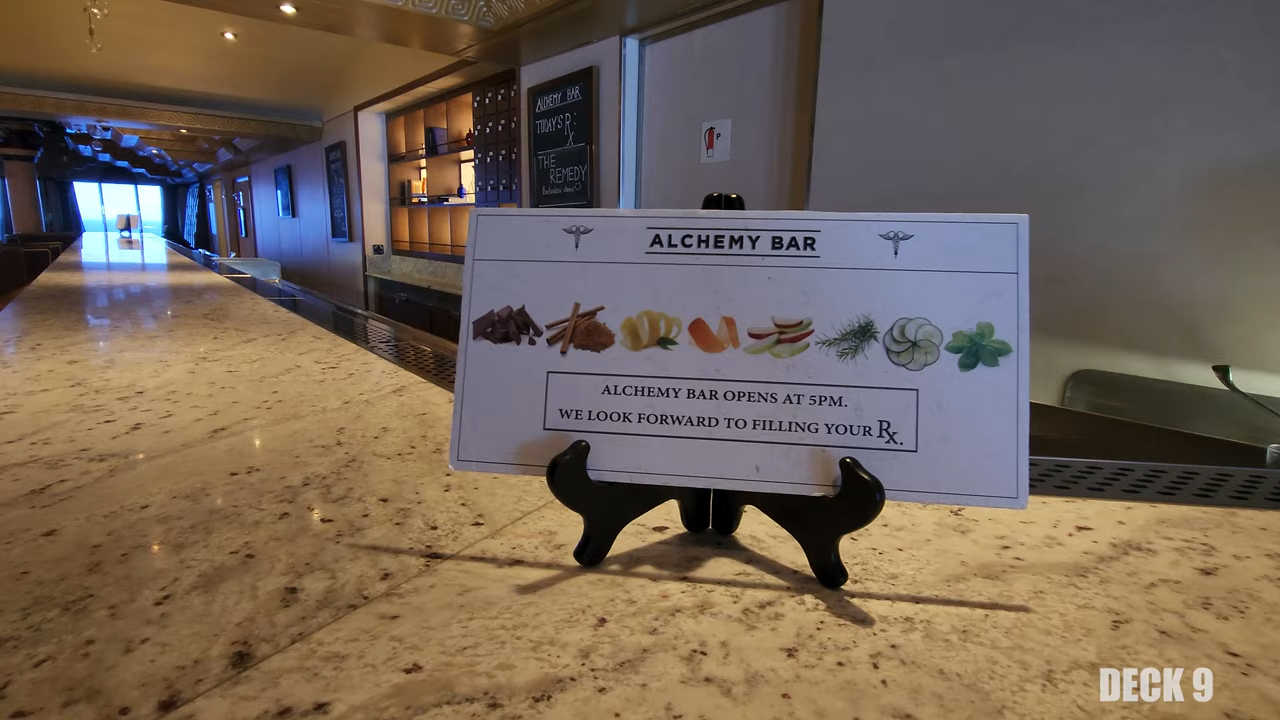 ALCHEMY BAR
TODAY'S Rx:
THE
REMEDY
ALCHEMY BAR
ALCHEMY BAR OPENS AT 5PM.
WE LOOK FORWARD TO FILLING YOUR Rx.
P
DECK 9